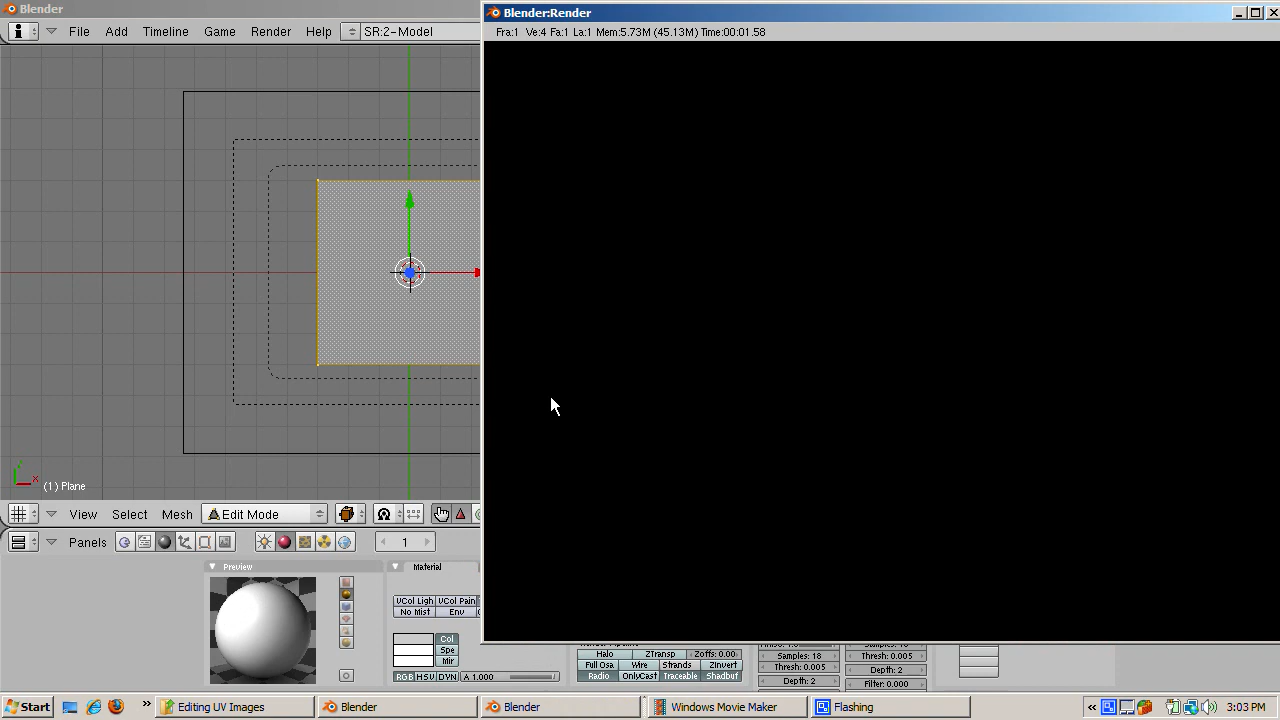 Blender
File Add Timeline Game Render Help SR:2-Model
Blender:Render
Fra:1 Ve:4 Fa:1 La:1 Mem:5.73M (45.13M) Time:00:01.58
(1) Plane
View Select Mesh Edit Mode
Panels 1
Preview
Material
VCol Ligh VCol Pain
No Mist Env
Col
Spe
Mir
RGB HSV DYN A 1.000
Halo ZTransp Zoffs: 0.00
Full Osa Wire Strands ZInvert
Radio OnlyCast Traceable Shadbuf
Samples: 18
Thresh: 0.005
Depth: 2
Thresh: 0.005
Depth: 2
Filter: 0.000
Start Editing UV Images Blender Blender Windows Movie Maker Flashing 3:03 PM